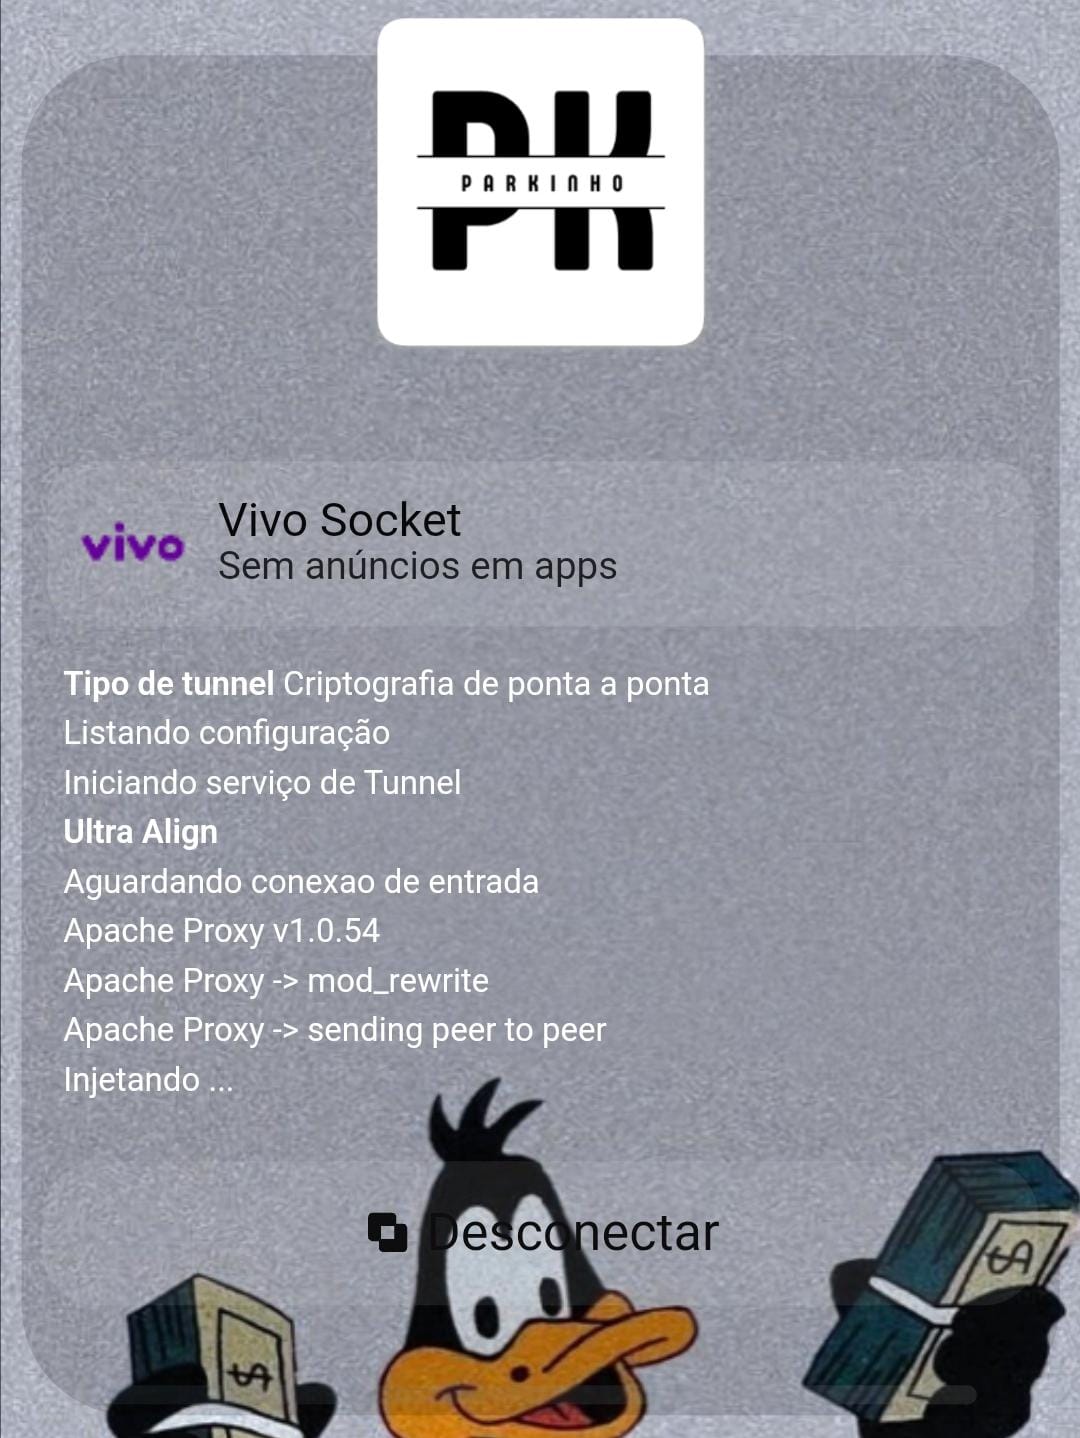 PK
PARKINHO
vivo
Vivo Socket
Sem anúncios em apps
Tipo de tunnel Criptografia de ponta a ponta
Listando configuração
Iniciando serviço de Tunnel
Ultra Align
Aguardando conexao de entrada
Apache Proxy v1.0.54
Apache Proxy -> mod_rewrite
Apache Proxy -> sending peer to peer
Injetando ...
Desconectar
$
$